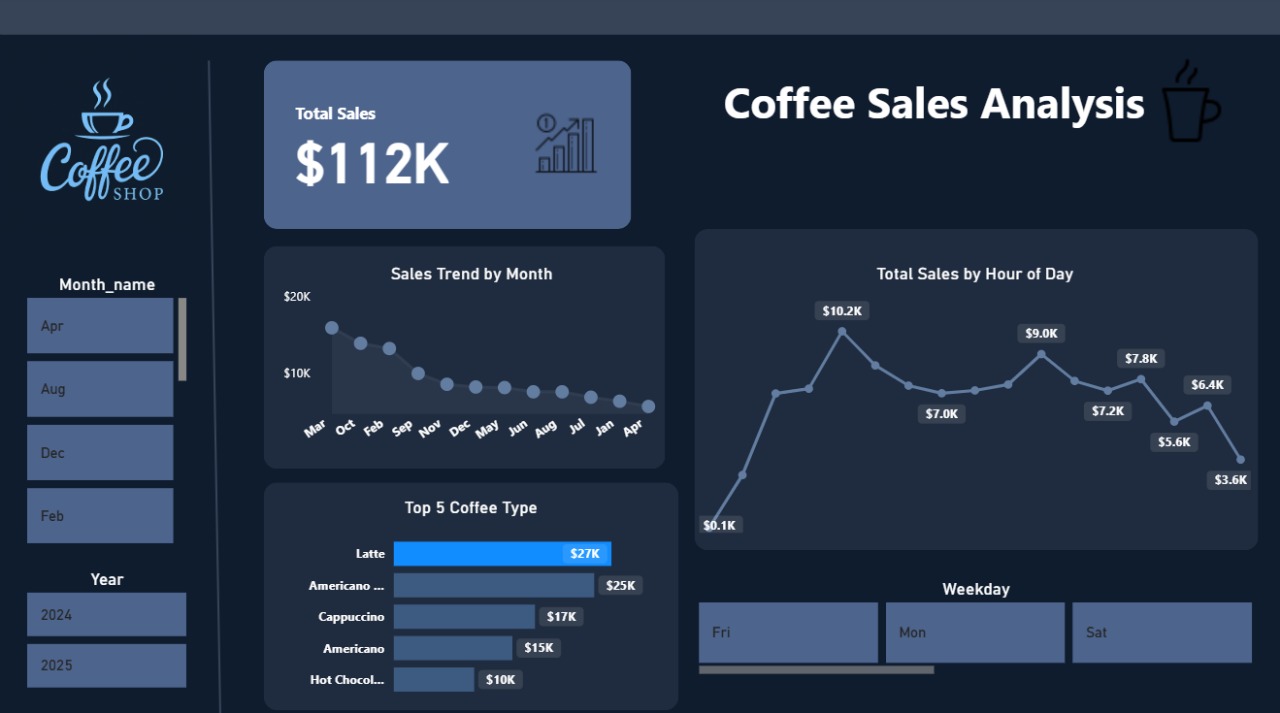 Coffee
SHOP
Month_name
Apr
Aug
Dec
Feb
Year
2024
2025
Total Sales
$112K
1
Coffee Sales Analysis
Sales Trend by Month
$20K
$10K
Mar Oct Feb Sep Nov Dec May Jun Aug Jul Jan Apr
Top 5 Coffee Type
Latte $27K
Americano ... $25K
Cappuccino $17K
Americano $15K
Hot Chocol... $10K
Total Sales by Hour of Day
$0.1K
$10.2K
$7.0K
$9.0K
$7.2K
$7.8K
$5.6K
$6.4K
$3.6K
Weekday
Fri Mon Sat